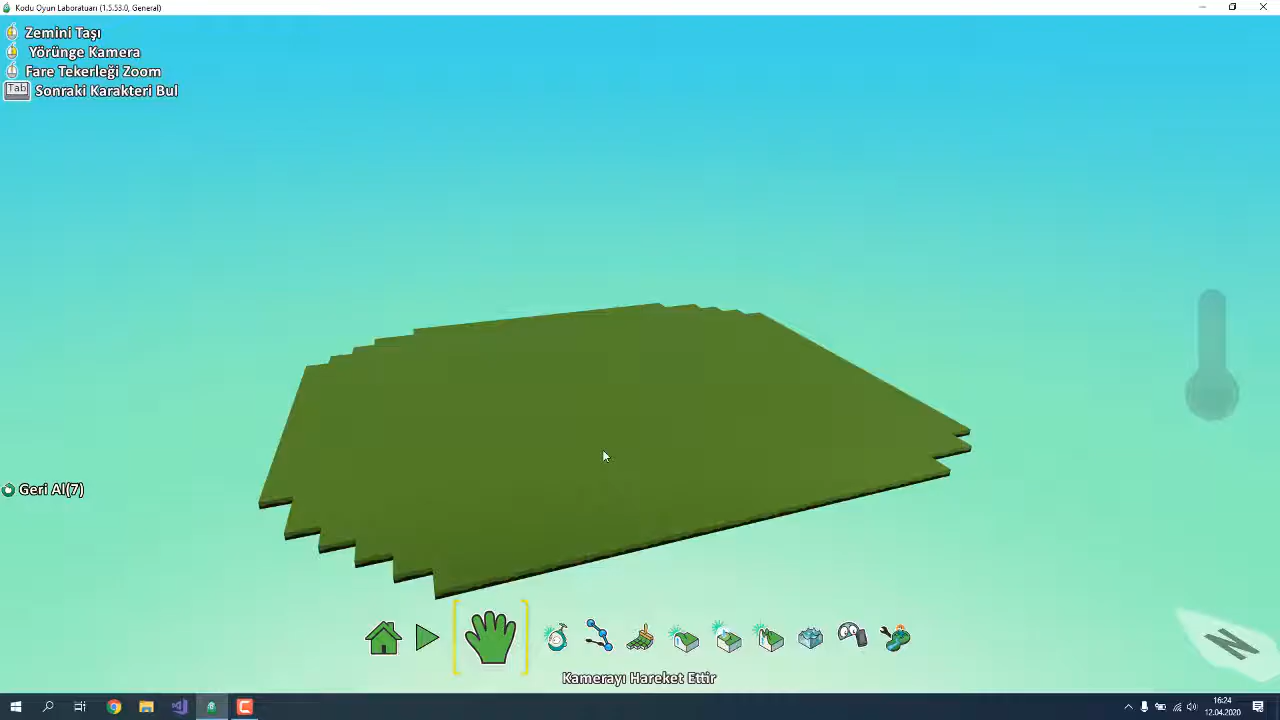 Kodu Oyun Laboratuarı (1.5.53.0, General)
Zemini Taşı
Yörünge Kamera
Fare Tekerleği Zoom
Tab Sonraki Karakteri Bul
Geri Al(7)
N
Kamerayı Hareket Ettir
16:24
12.04.2020